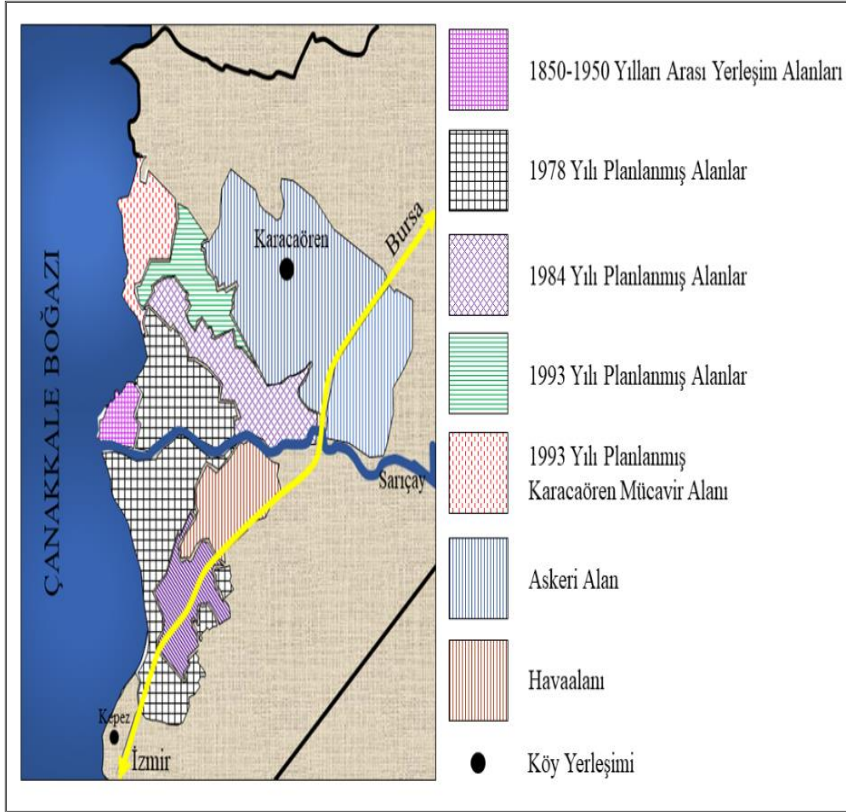 ÇANAKKALE BOĞAZI
Karacaören
Bursa
Sarıçay
Kepez
İzmir
1850-1950 Yılları Arası Yerleşim Alanları
1978 Yılı Planlanmış Alanlar
1984 Yılı Planlanmış Alanlar
1993 Yılı Planlanmış Alanlar
1993 Yılı Planlanmış
Karacaören Mücavir Alanı
Askeri Alan
Havaalanı
Köy Yerleşimi